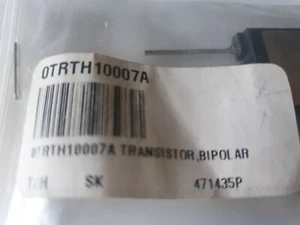 0TRTH10007A
0TRTH10007A TRANSISTOR,BIPOLAR
T/H SK 471435P